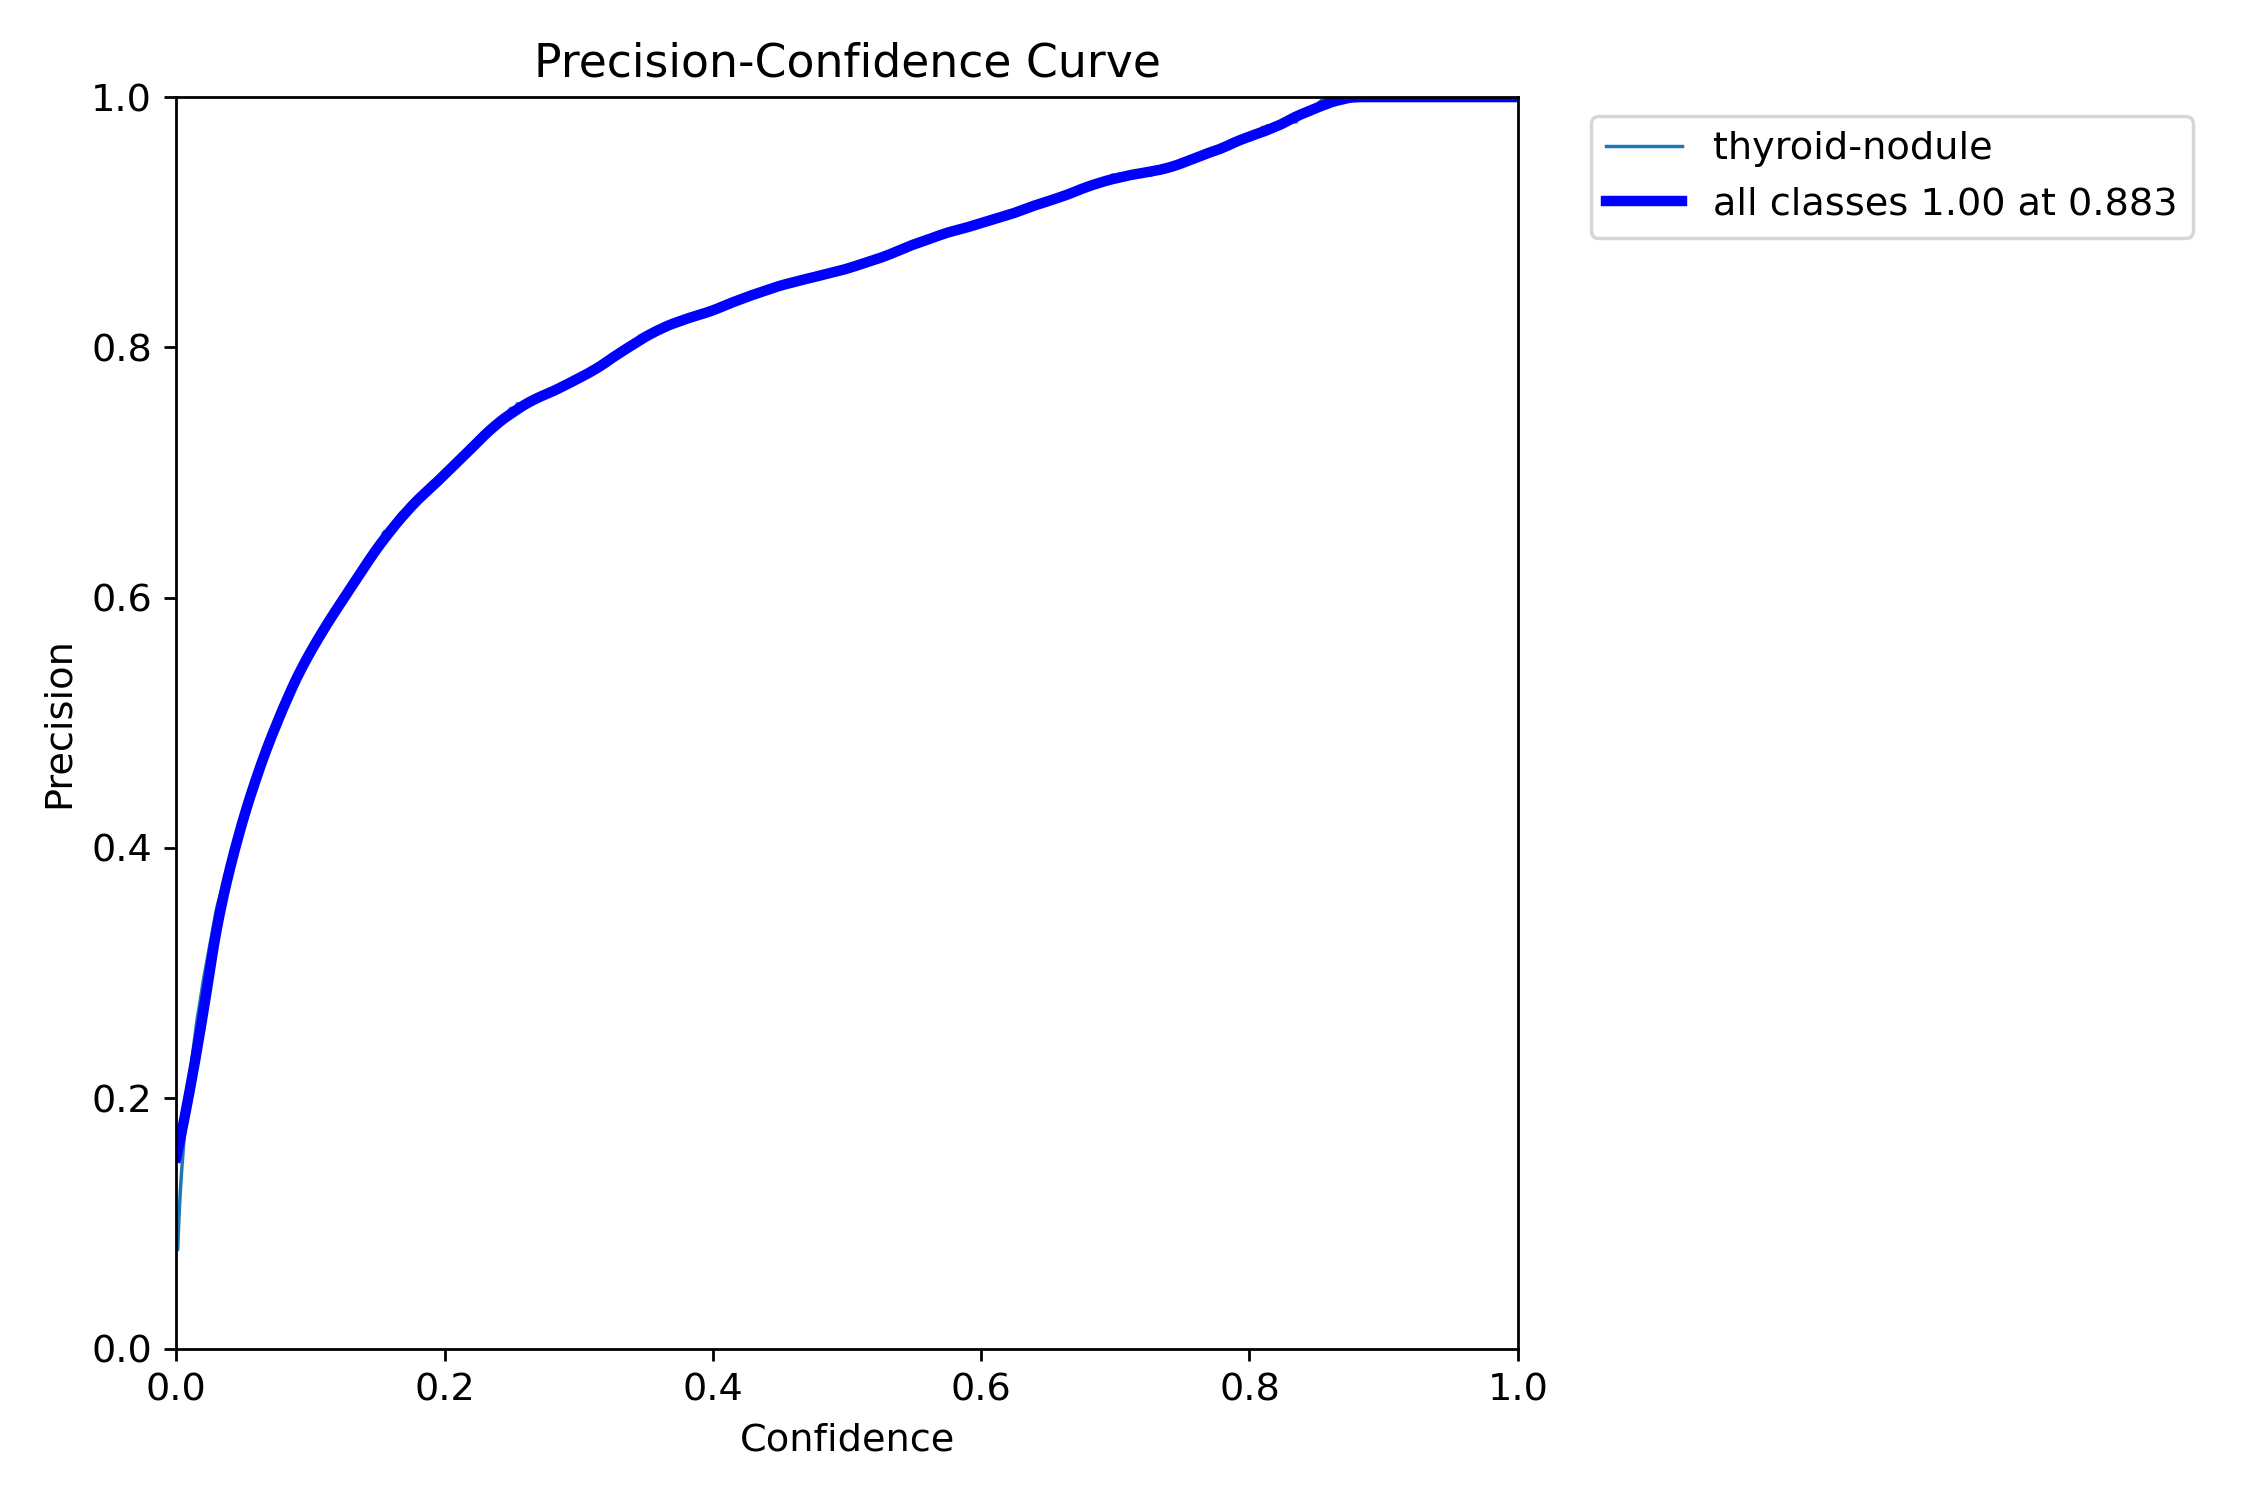 Precision-Confidence Curve
1.0
0.8
0.6
0.4
0.2
0.0
Precision
0.0 0.2 0.4 0.6 0.8 1.0
Confidence
thyroid-nodule
all classes 1.00 at 0.883